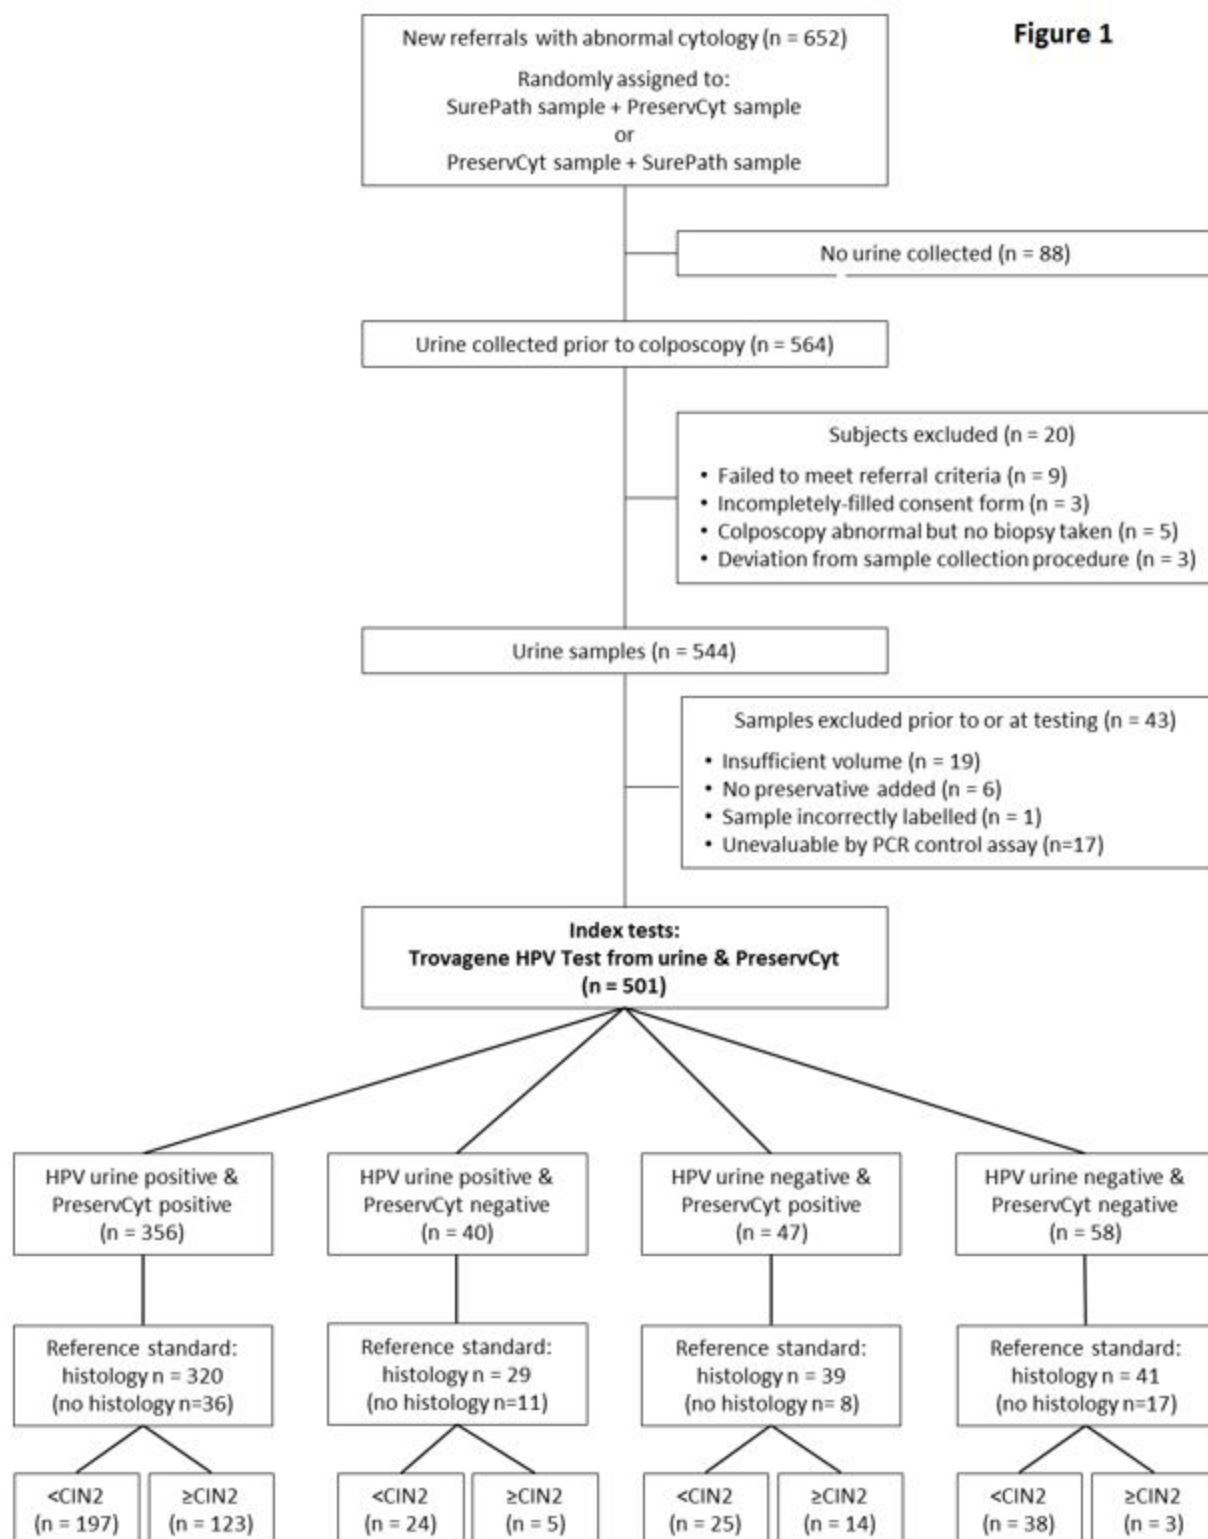 Figure 1
New referrals with abnormal cytology (n = 652)
Randomly assigned to:
SurePath sample + PreservCyt sample
or
PreservCyt sample + SurePath sample
No urine collected (n = 88)
Urine collected prior to colposcopy (n = 564)
Subjects excluded (n = 20)
• Failed to meet referral criteria (n = 9)
• Incompletely-filled consent form (n = 3)
• Colposcopy abnormal but no biopsy taken (n = 5)
• Deviation from sample collection procedure (n = 3)
Urine samples (n = 544)
Samples excluded prior to or at testing (n = 43)
• Insufficient volume (n = 19)
• No preservative added (n = 6)
• Sample incorrectly labelled (n = 1)
• Unevaluable by PCR control assay (n=17)
Index tests:
Trovagene HPV Test from urine & PreservCyt
(n = 501)
HPV urine positive &
PreservCyt positive
(n = 356)
HPV urine positive &
PreservCyt negative
(n = 40)
HPV urine negative &
PreservCyt positive
(n = 47)
HPV urine negative &
PreservCyt negative
(n = 58)
Reference standard:
histology n = 320
(no histology n=36)
Reference standard:
histology n = 29
(no histology n=11)
Reference standard:
histology n = 39
(no histology n= 8)
Reference standard:
histology n = 41
(no histology n=17)
<CIN2
(n = 197)
≥CIN2
(n = 123)
<CIN2
(n = 24)
≥CIN2
(n = 5)
<CIN2
(n = 25)
≥CIN2
(n = 14)
<CIN2
(n = 38)
≥CIN2
(n = 3)